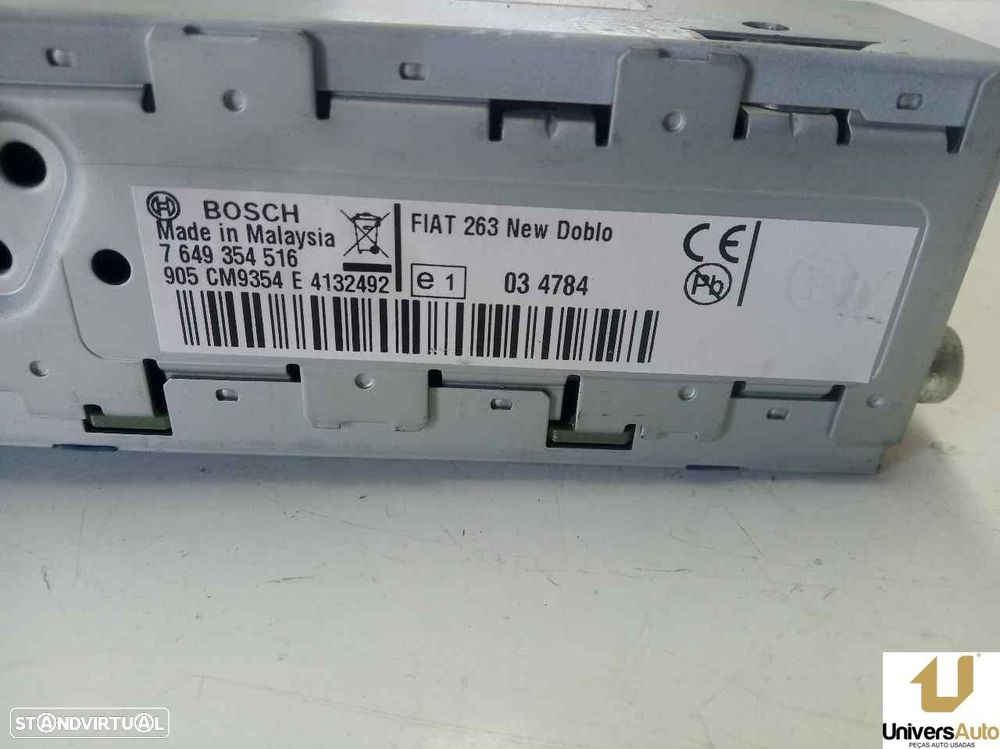 BOSCH
Made in Malaysia
7 649 354 516
905 CM9354 E 4132492
FIAT 263 New Doblo
e 1
03 4784
CE
Pb
STANDVIRTUAL
UniversAuto
PEÇAS AUTO USADAS